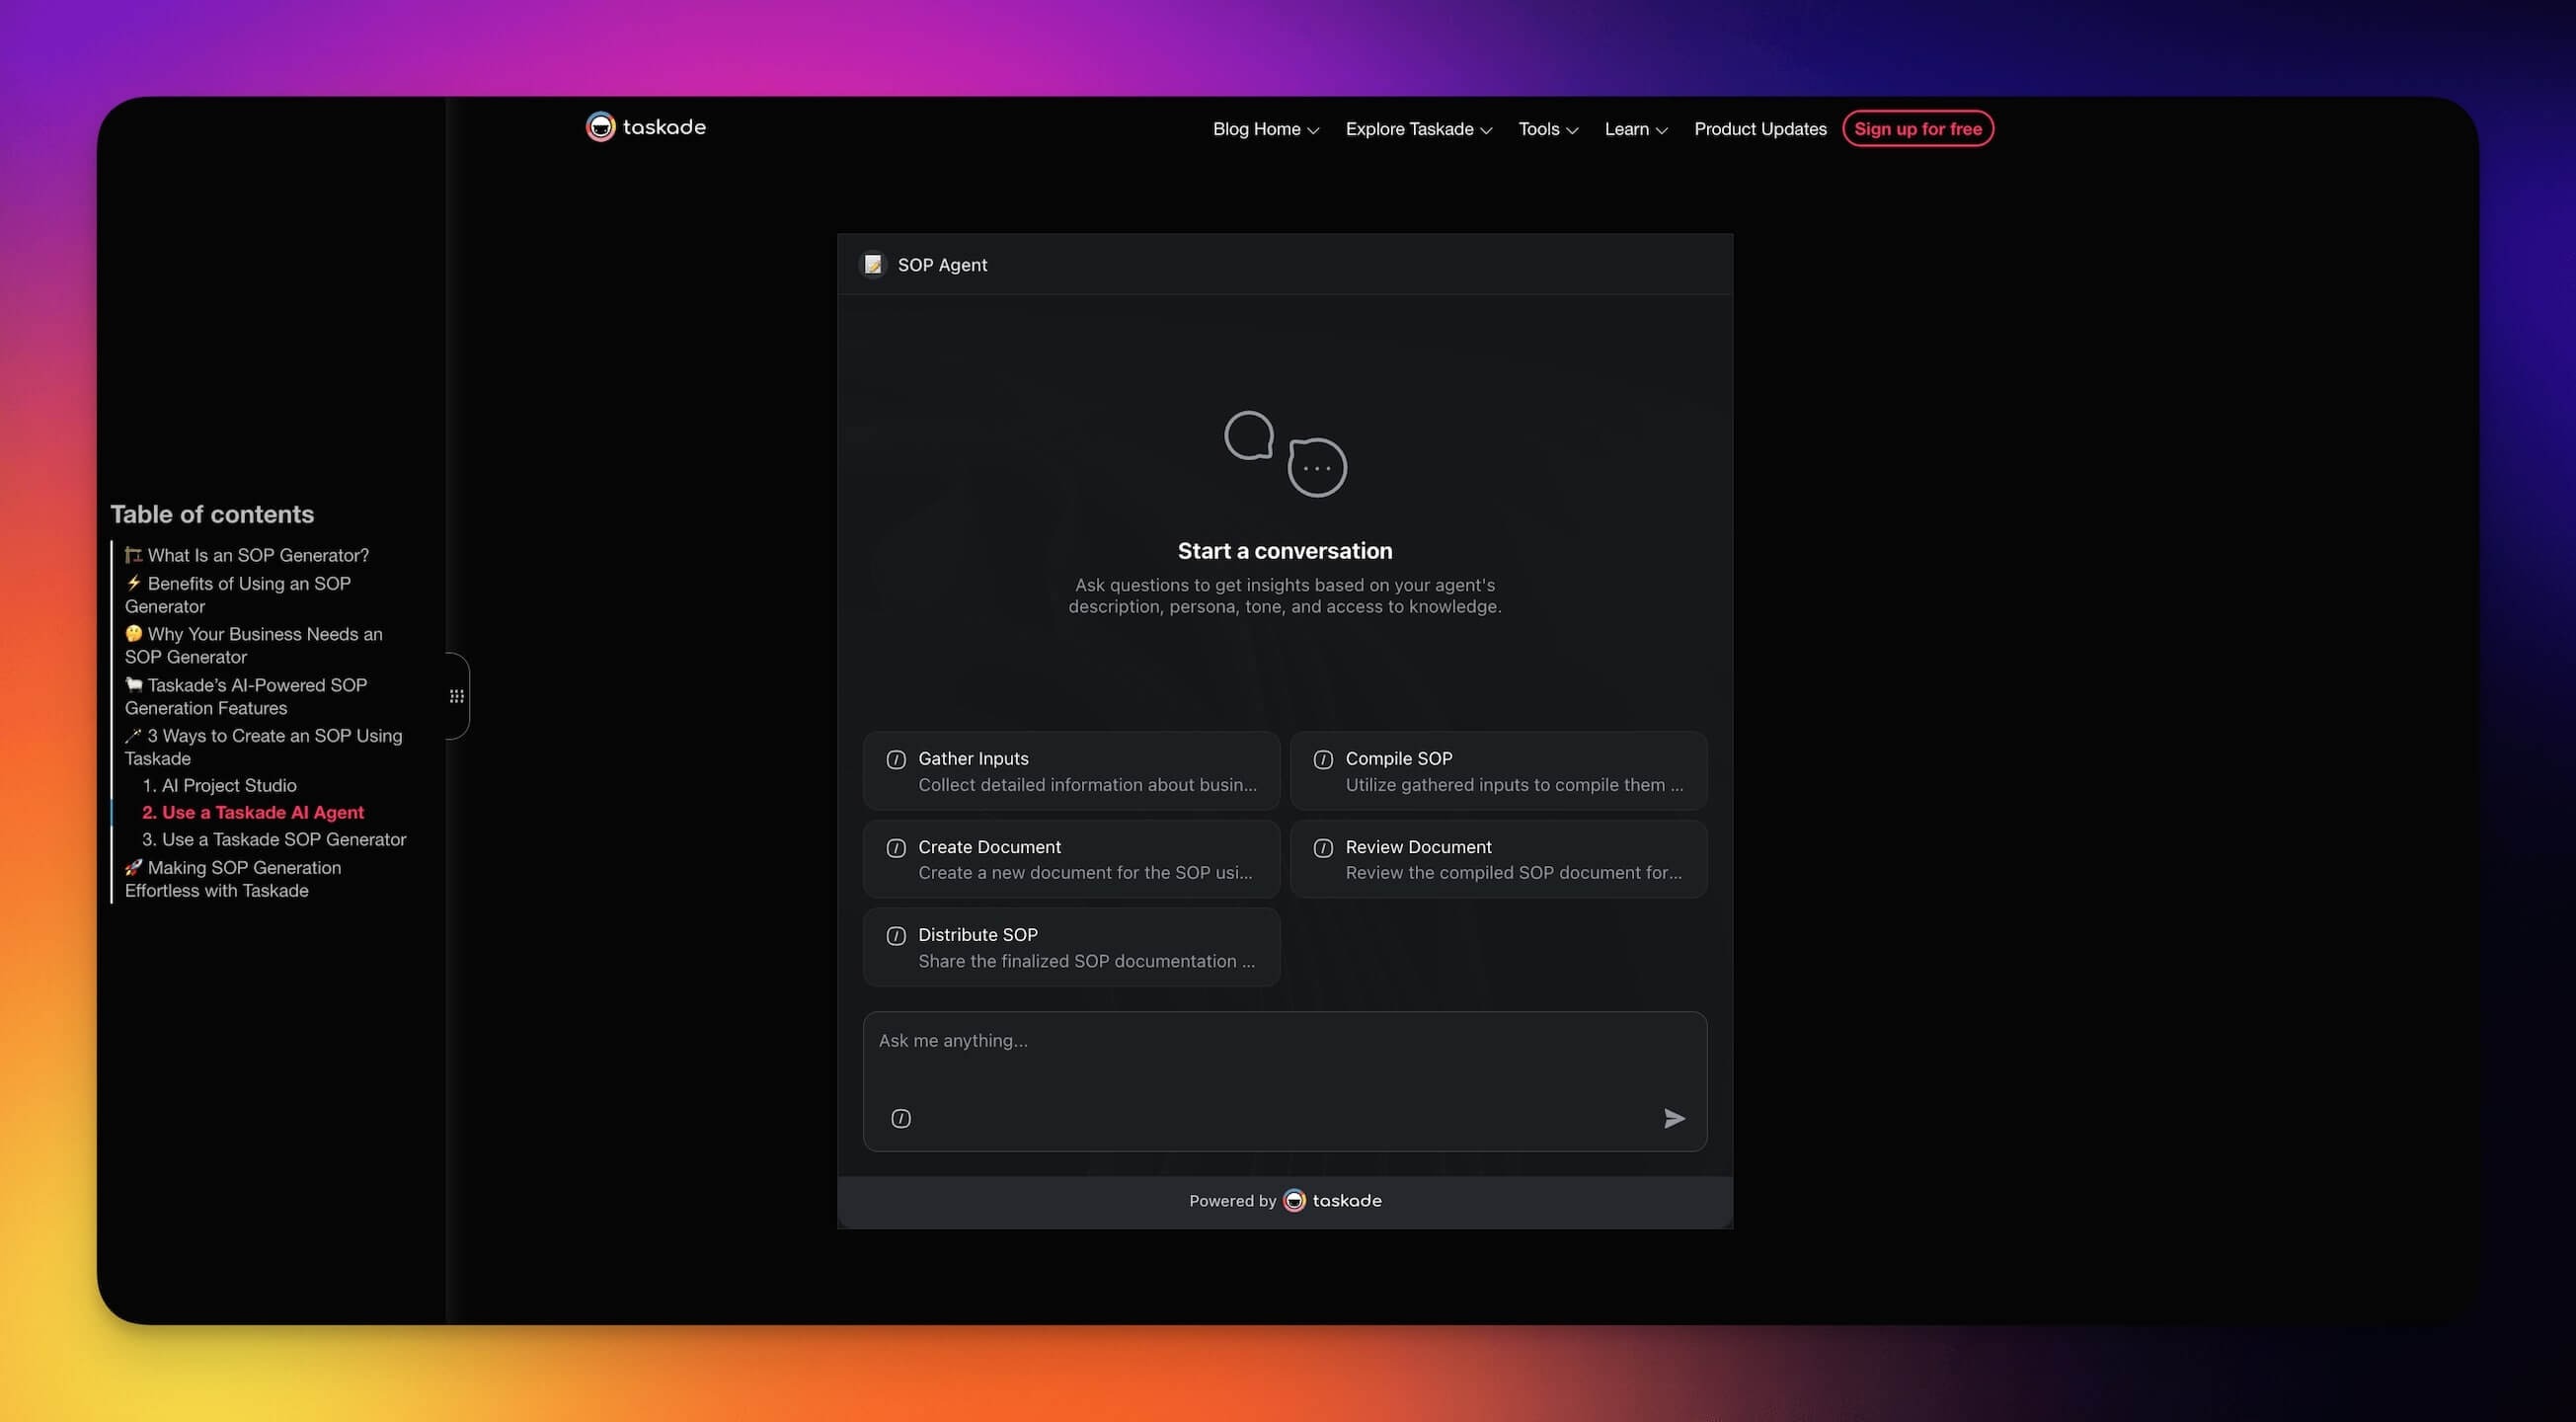 taskade
Blog Home
Explore Taskade
Tools
Learn
Product Updates
Sign up for free
Table of contents
🏗️ What Is an SOP Generator?
⚡ Benefits of Using an SOP
Generator
🤔 Why Your Business Needs an
SOP Generator
🐑 Taskade’s AI-Powered SOP
Generation Features
🪄 3 Ways to Create an SOP Using
Taskade
1. AI Project Studio
2. Use a Taskade AI Agent
3. Use a Taskade SOP Generator
🚀 Making SOP Generation
Effortless with Taskade
SOP Agent
Start a conversation
Ask questions to get insights based on your agent's
description, persona, tone, and access to knowledge.
Gather Inputs
Collect detailed information about busin...
Compile SOP
Utilize gathered inputs to compile them ...
Create Document
Create a new document for the SOP usi...
Review Document
Review the compiled SOP document for...
Distribute SOP
Share the finalized SOP documentation ...
Ask me anything...
Powered by taskade